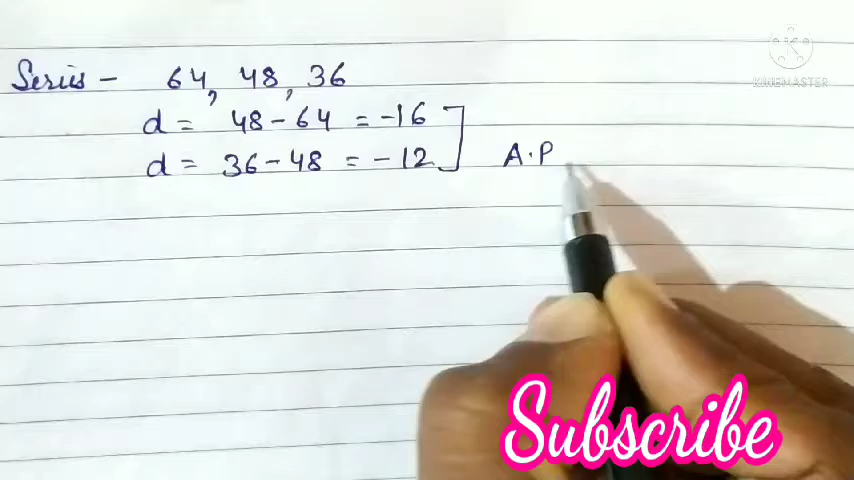 Series - 64, 48, 36
KINEMASTER
d = 48 - 64 = -16
d = 36 - 48 = -12 A.P
Subscribe